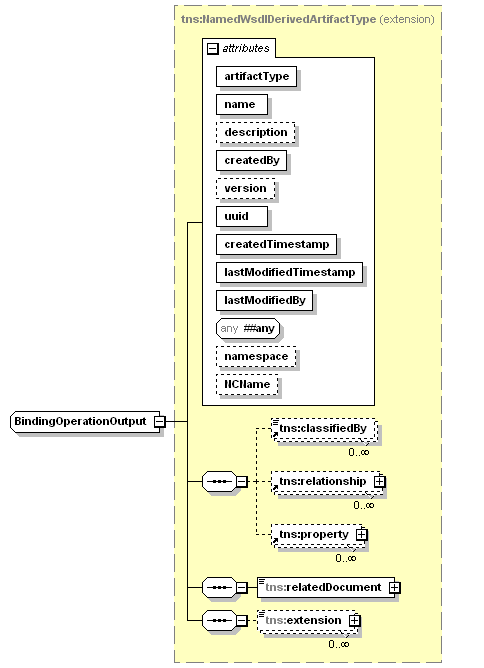 tns:NamedWsdlDerivedArtifactType (extension)
attributes
artifactType
name
description
createdBy
version
uuid
createdTimestamp
lastModifiedTimestamp
lastModifiedBy
any ##any
namespace
NCName
BindingOperationOutput
tns:classifiedBy
0..∞
tns:relationship
0..∞
tns:property
0..∞
tns:relatedDocument
tns:extension
0..∞